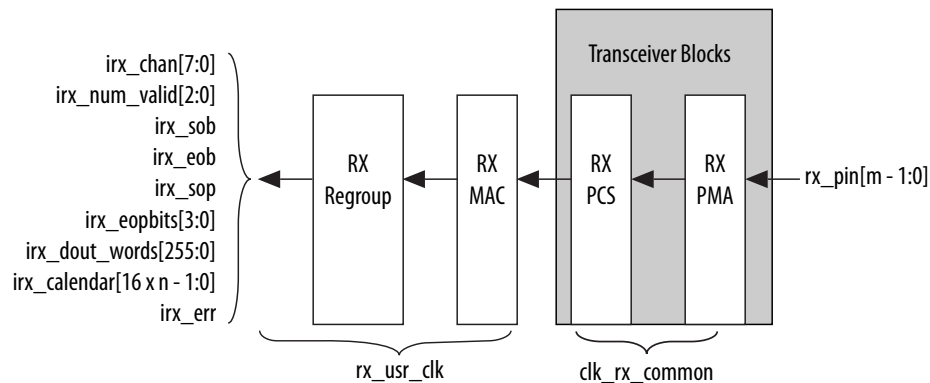 Transceiver Blocks
irx_chan[7:0]
irx_num_valid[2:0]
irx_sob
irx_eob
irx_sop
irx_eopbits[3:0]
irx_dout_words[255:0]
irx_calendar[16 x n - 1:0]
irx_err
RX
Regroup
RX
MAC
RX
PCS
RX
PMA
rx_pin[m - 1:0]
rx_usr_clk
clk_rx_common